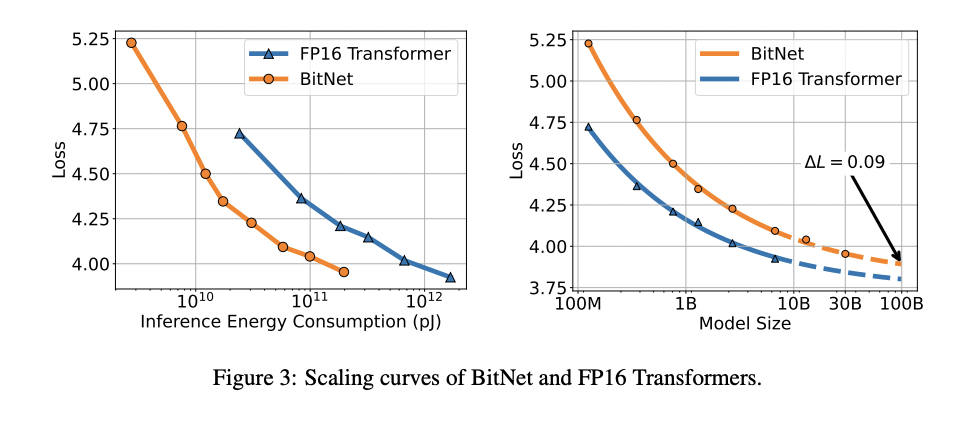 5.25
5.00
4.75
4.50
4.25
4.00
Loss
FP16 Transformer
BitNet
10^10
10^11
10^12
Inference Energy Consumption (pJ)
5.25
5.00
4.75
4.50
4.25
4.00
3.75
Loss
BitNet
FP16 Transformer
ΔL = 0.09
100M
1B
10B
30B
100B
Model Size
Figure 3: Scaling curves of BitNet and FP16 Transformers.